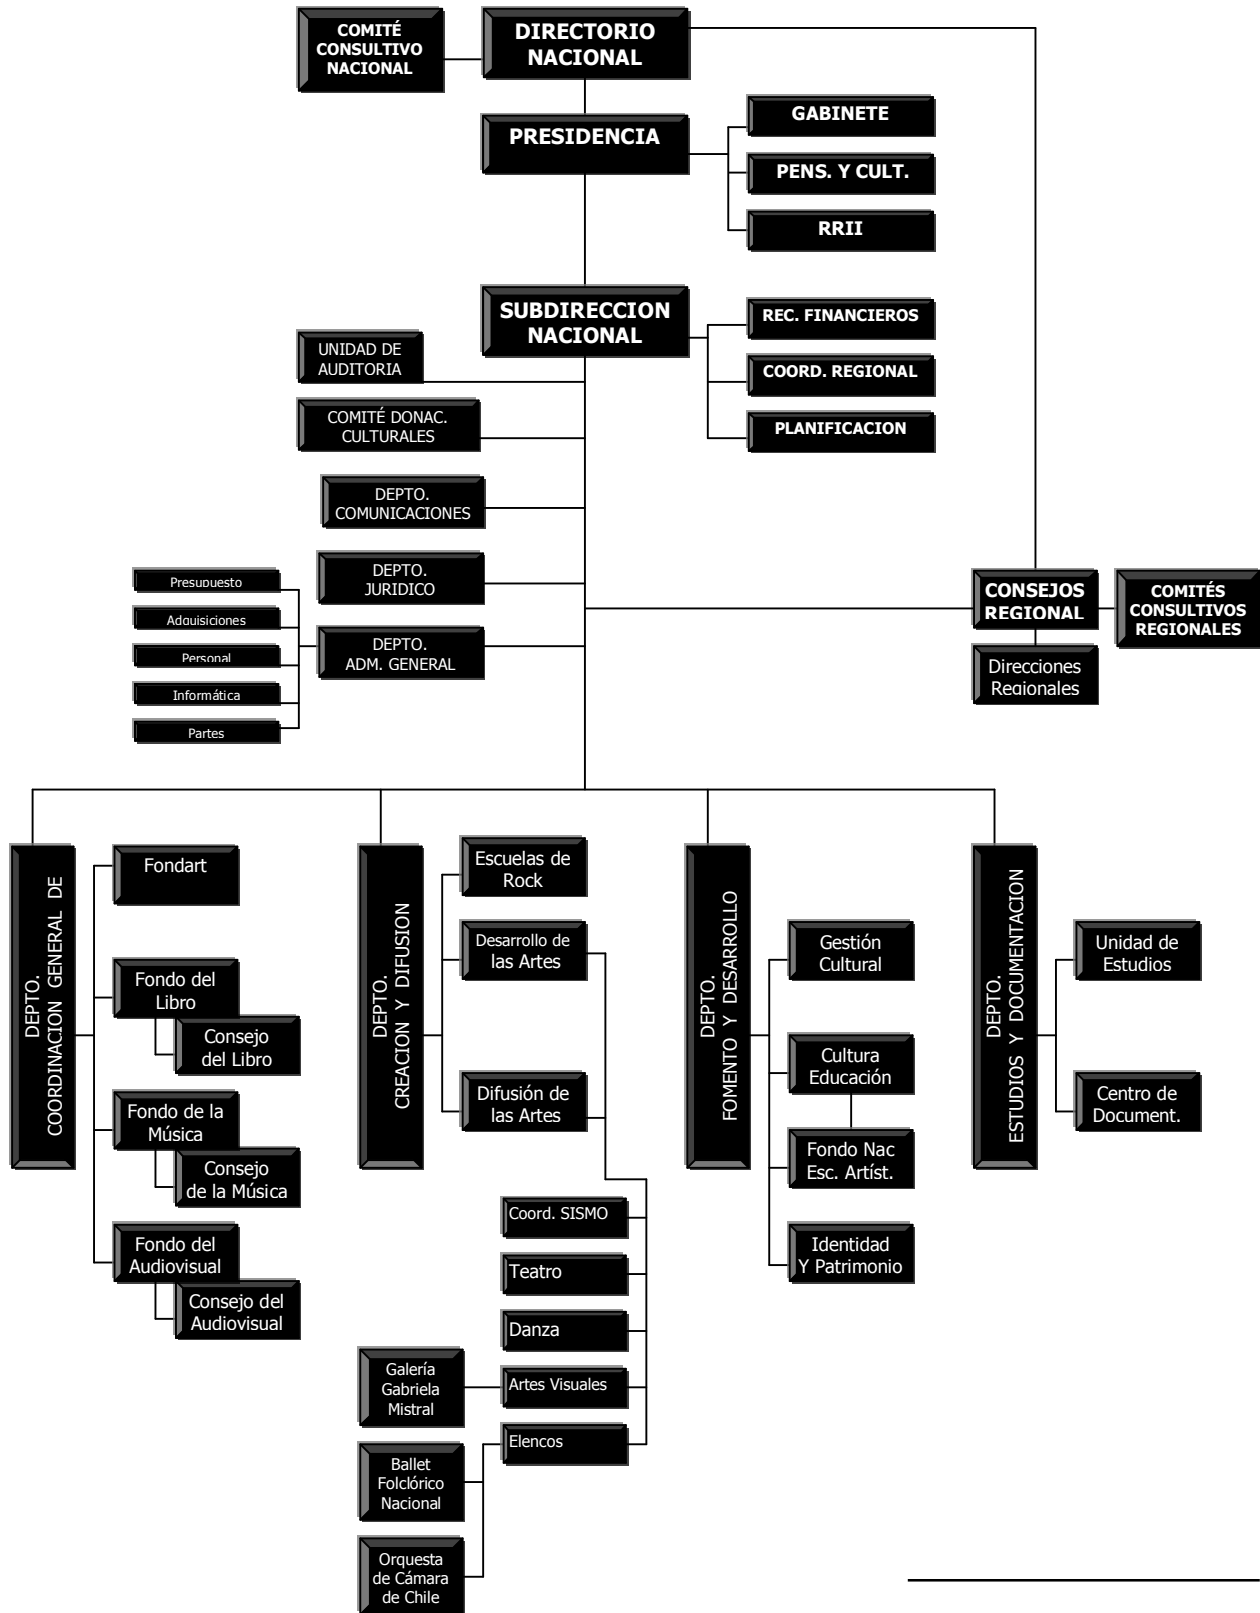 COMITÉ
CONSULTIVO
NACIONAL
DIRECTORIO
NACIONAL
PRESIDENCIA
GABINETE
PENS. Y CULT.
RRII
SUBDIRECCION
NACIONAL
REC. FINANCIEROS
COORD. REGIONAL
PLANIFICACION
UNIDAD DE
AUDITORIA
COMITÉ DONAC.
CULTURALES
DEPTO.
COMUNICACIONES
DEPTO.
JURIDICO
DEPTO.
ADM. GENERAL
Presupuesto
Adquisiciones
Personal
Informática
Partes
CONSEJOS
REGIONAL
COMITÉS
CONSULTIVOS
REGIONALES
Direcciones
Regionales
DEPTO.
COORDINACION GENERAL DE
Fondart
Fondo del
Libro
Consejo
del Libro
Fondo de la
Música
Consejo
de la Música
Fondo del
Audiovisual
Consejo del
Audiovisual
DEPTO.
CREACION Y DIFUSION
Escuelas de
Rock
Desarrollo de
las Artes
Difusión de
las Artes
Coord. SISMO
Teatro
Danza
Artes Visuales
Elencos
Galería
Gabriela
Mistral
Ballet
Folclórico
Nacional
Orquesta
de Cámara
de Chile
DEPTO.
FOMENTO Y DESARROLLO
Gestión
Cultural
Cultura
Educación
Fondo Nac
Esc. Artíst.
Identidad
Y Patrimonio
DEPTO.
ESTUDIOS Y DOCUMENTACION
Unidad de
Estudios
Centro de
Document.